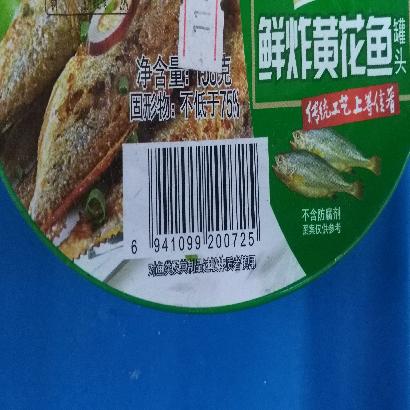 鲜炸黄花鱼
罐头
传统工艺上等佳肴
净含量:
固形物: 不低于75%
不含防腐剂
图案仅供参考
6 941099 200725